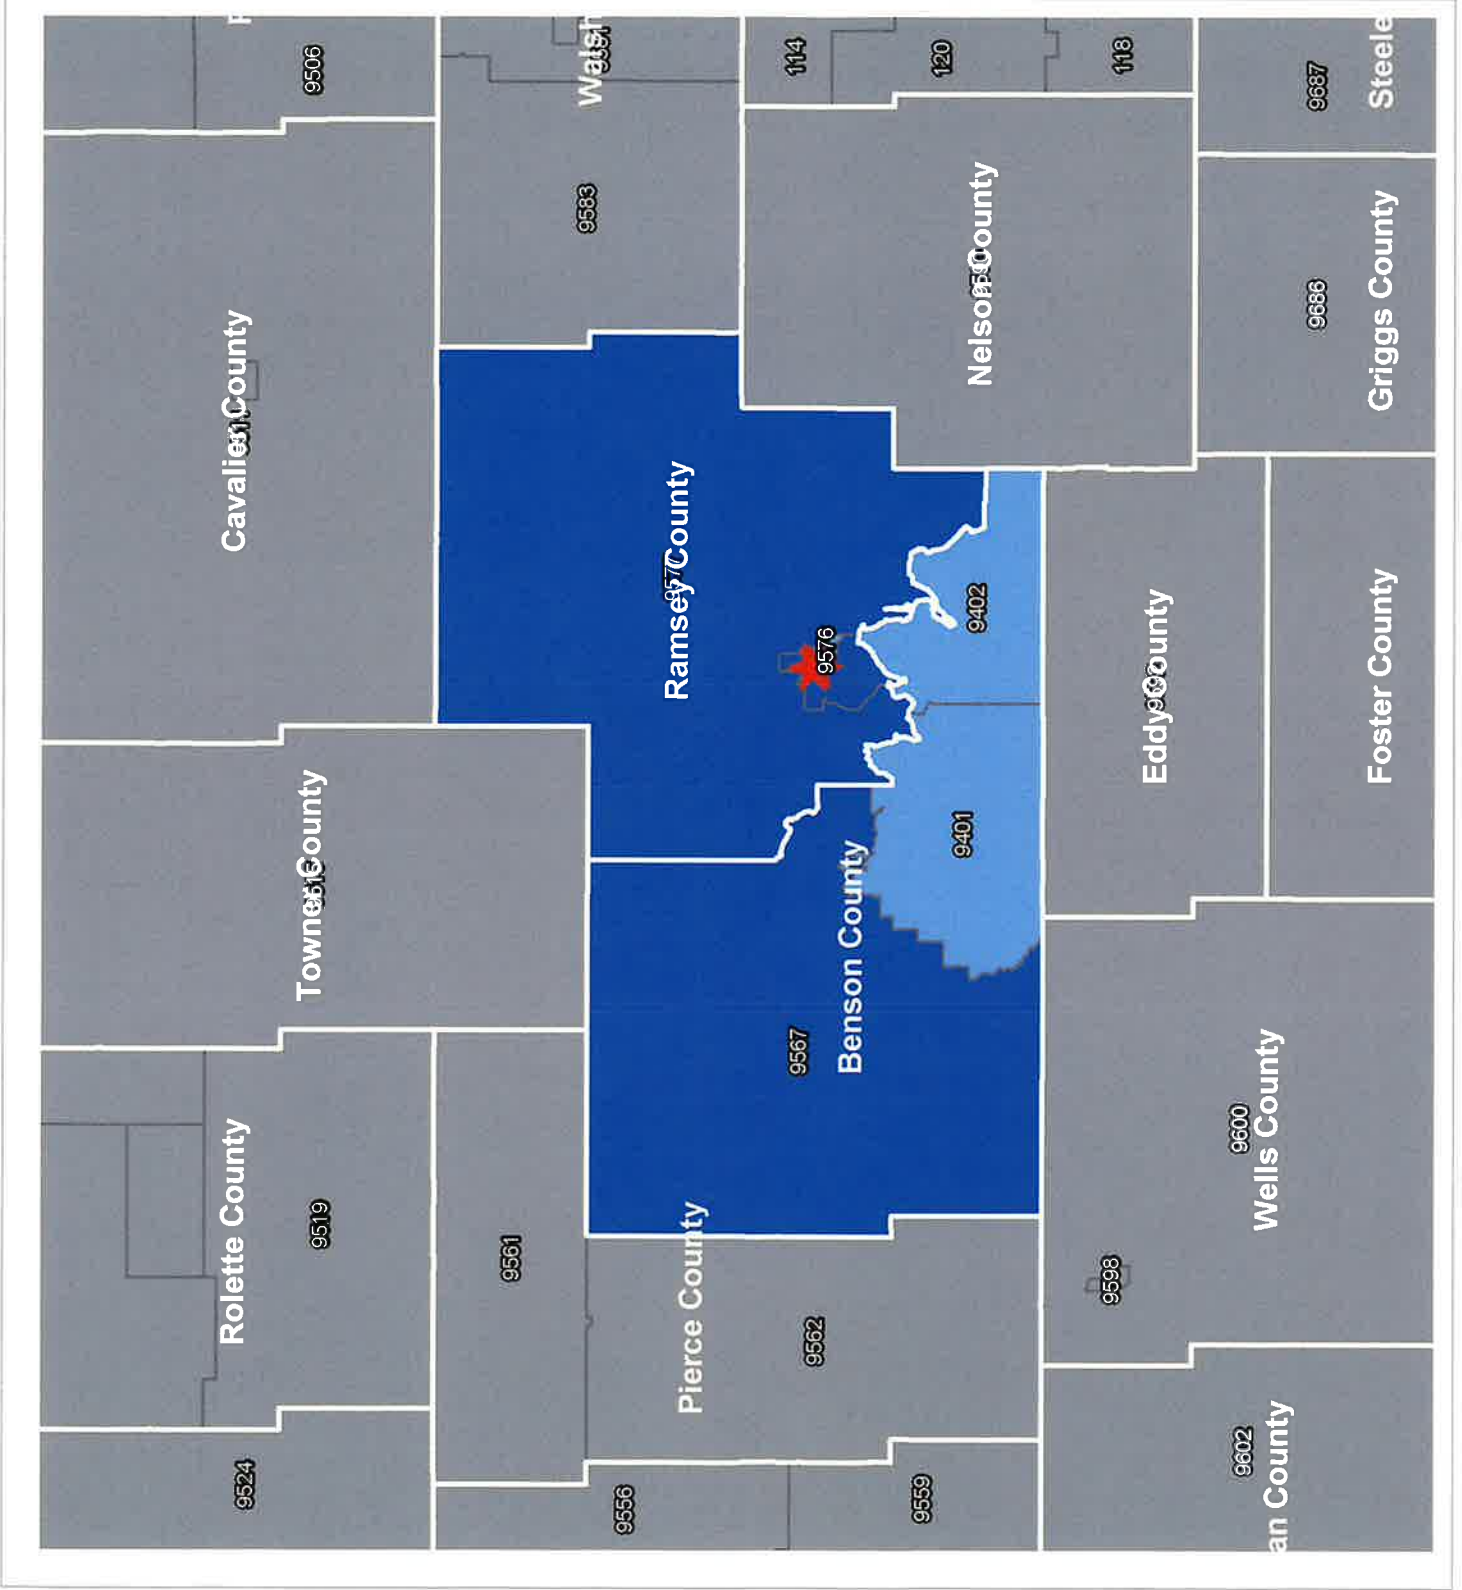 Rolette County
Cavalier County
9524
Towner County
9519
9506
9561
9583
Walsh
9556
Ramsey County
Pierce County
9567
114
9562
9576
Benson County
9559
9401
9402
Nelson County
120
9598
118
Eddy County
9600
9602
Wells County
an County
9686
9687
Foster County
Griggs County
Steele